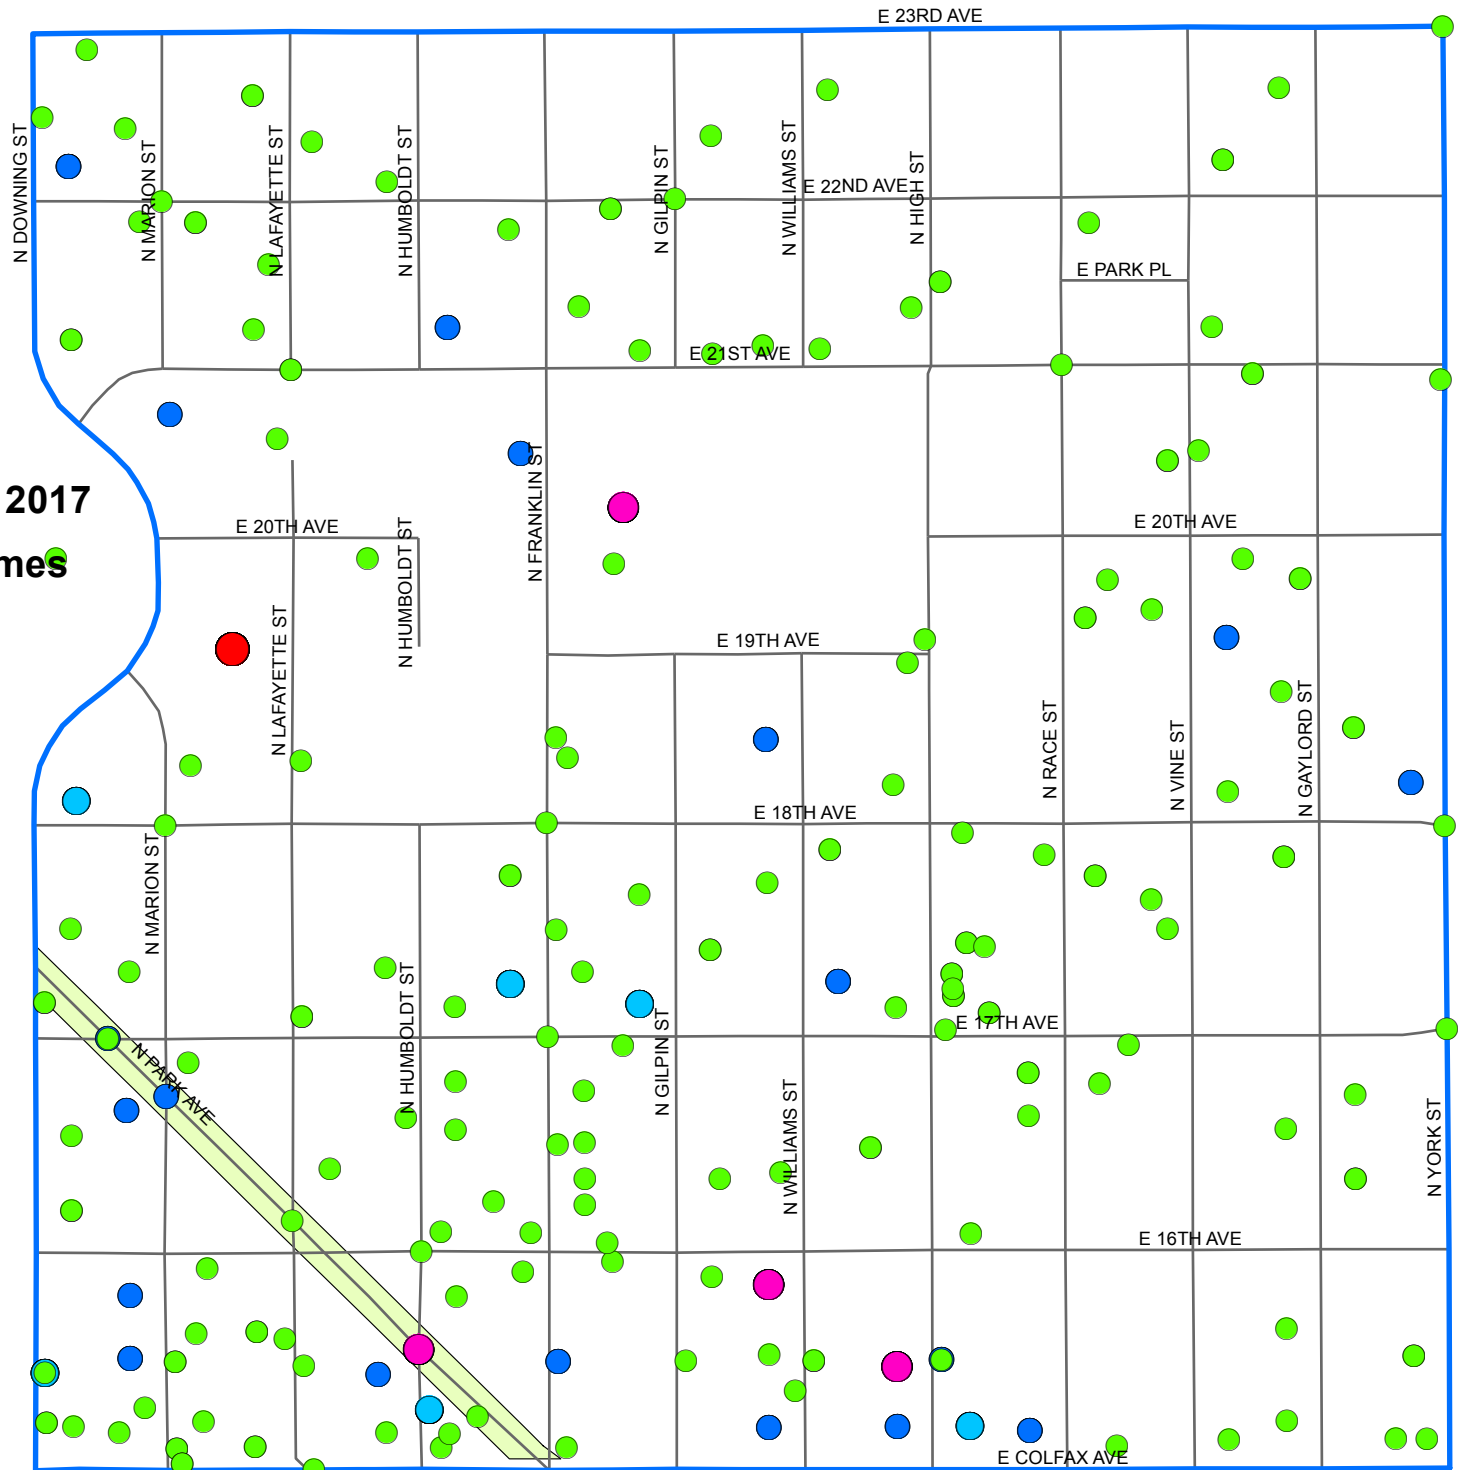 E 23RD AVE
N DOWNING ST
N MARION ST
N LAFAYETTE ST
N HUMBOLDT ST
N GILPIN ST
N WILLIAMS ST
N HIGH ST
E 22ND AVE
E PARK PL
E 21ST AVE
2017
mes
E 20TH AVE
N HUMBOLDT ST
N FRANKLIN ST
E 20TH AVE
N LAFAYETTE ST
E 19TH AVE
N RACE ST
N VINE ST
N GAYLORD ST
E 18TH AVE
N MARION ST
N HUMBOLDT ST
N GILPIN ST
E 17TH AVE
N PARK AVE
N WILLIAMS ST
N YORK ST
E 16TH AVE
E COLFAX AVE